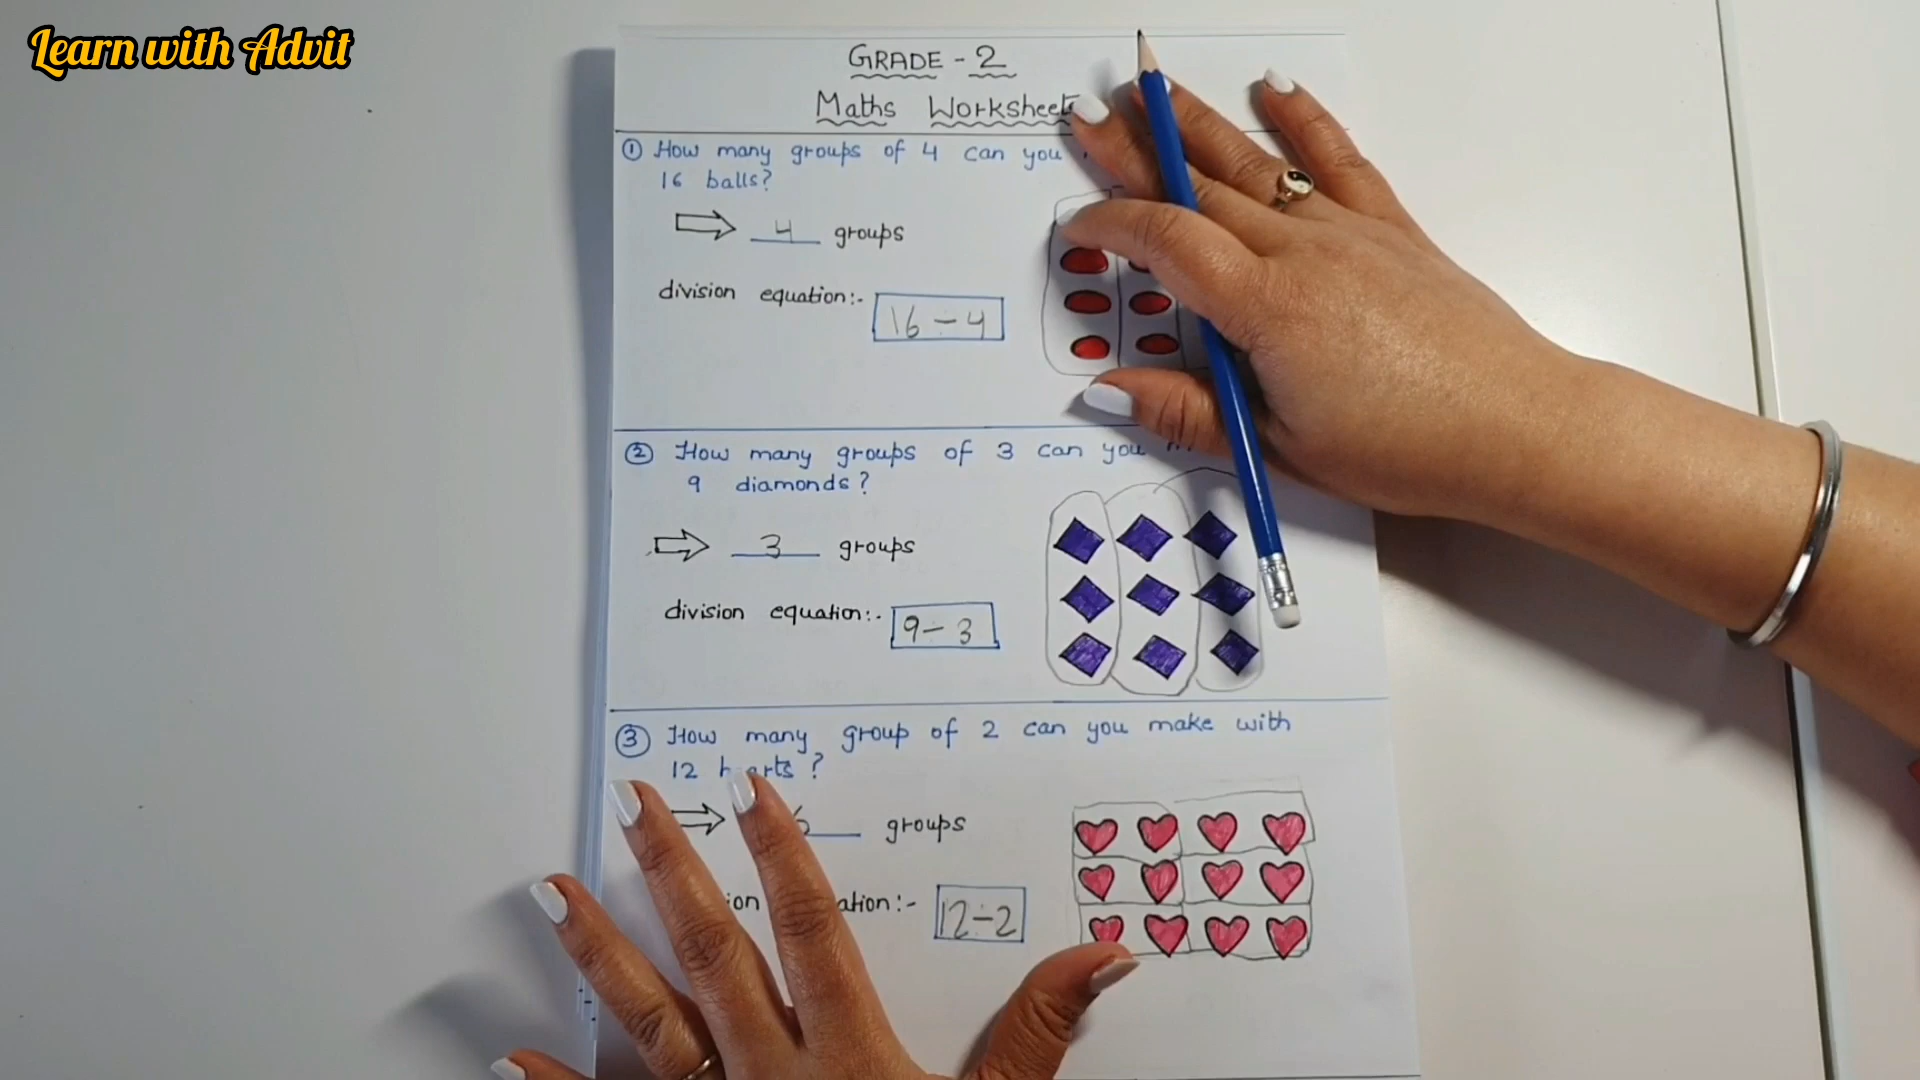 Learn with Advit
GRADE - 2
Maths Worksheet
① How many groups of 4 can you
16 balls?
4 groups
division equation:- 16 ÷ 4
② How many groups of 3 can you
9 diamonds?
3 groups
division equation:- 9 ÷ 3
③ How many group of 2 can you make with
12 ?
6 groups
12 ÷ 2